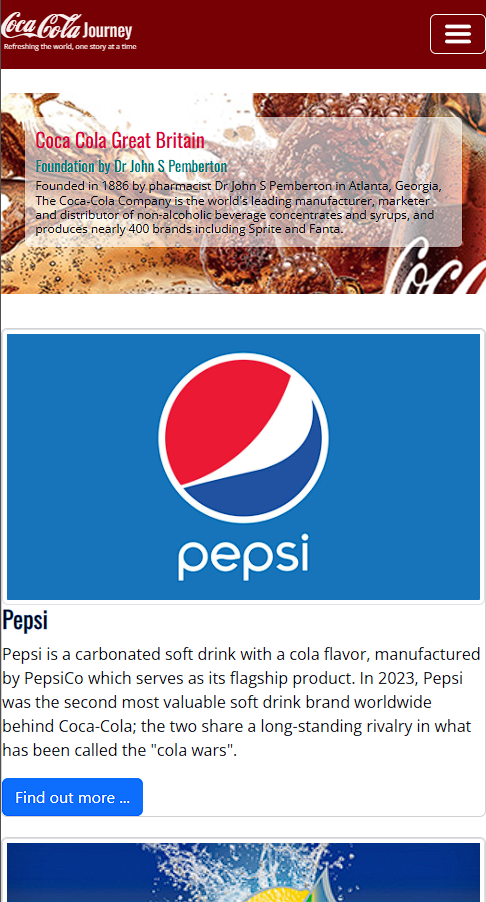 Coca-Cola Journey
Refreshing the world, one story at a time
Coca Cola Great Britain
Foundation by Dr John S Pemberton
Founded in 1886 by pharmacist Dr John S Pemberton in Atlanta, Georgia,
The Coca-Cola Company is the world's leading manufacturer, marketer
and distributor of non-alcoholic beverage concentrates and syrups, and
produces nearly 400 brands including Sprite and Fanta.
Coca
pepsi
Pepsi
Pepsi is a carbonated soft drink with a cola flavor, manufactured
by PepsiCo which serves as its flagship product. In 2023, Pepsi
was the second most valuable soft drink brand worldwide
behind Coca-Cola; the two share a long-standing rivalry in what
has been called the "cola wars".
Find out more ...